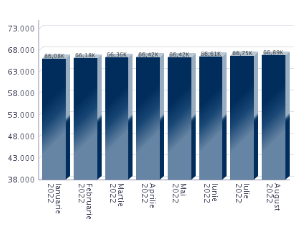 73.000
68.000
63.000
58.000
53.000
48.000
43.000
38.000
66,08K
66,18K
66,36K
66,42K
66,42K
66,61K
66,75K
66,89K
Ianuarie 2022
Februarie 2022
Martie 2022
Aprilie 2022
Mai 2022
Iunie 2022
Iulie 2022
August 2022